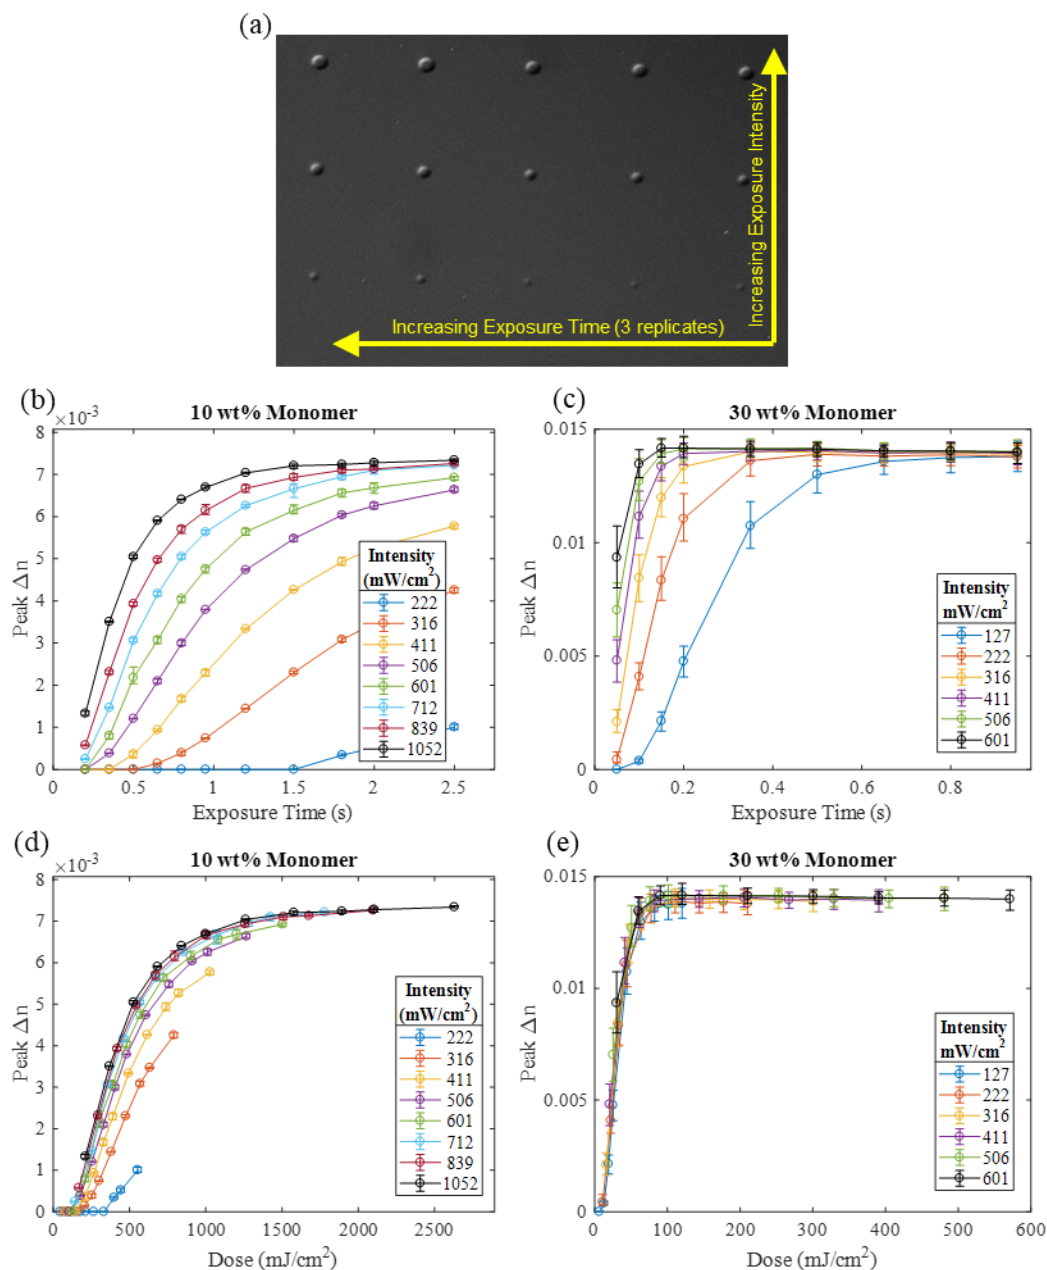 (a)
Increasing Exposure Intensity
Increasing Exposure Time (3 replicates)
(b)
10 wt% Monomer
×10⁻³
8
7
6
5
4
3
2
1
0
Peak Δn
0 0.5 1 1.5 2 2.5
Exposure Time (s)
Intensity
(mW/cm²)
222
316
411
506
601
712
839
1052
(c)
30 wt% Monomer
0.015
0.01
0.005
0
Peak Δn
0 0.2 0.4 0.6 0.8
Exposure Time (s)
Intensity
mW/cm²
127
222
316
411
506
601
(d)
10 wt% Monomer
×10⁻³
8
7
6
5
4
3
2
1
0
Peak Δn
0 500 1000 1500 2000 2500
Dose (mJ/cm²)
Intensity
(mW/cm²)
222
316
411
506
601
712
839
1052
(e)
30 wt% Monomer
0.015
0.01
0.005
0
Peak Δn
0 100 200 300 400 500 600
Dose (mJ/cm²)
Intensity
mW/cm²
127
222
316
411
506
601